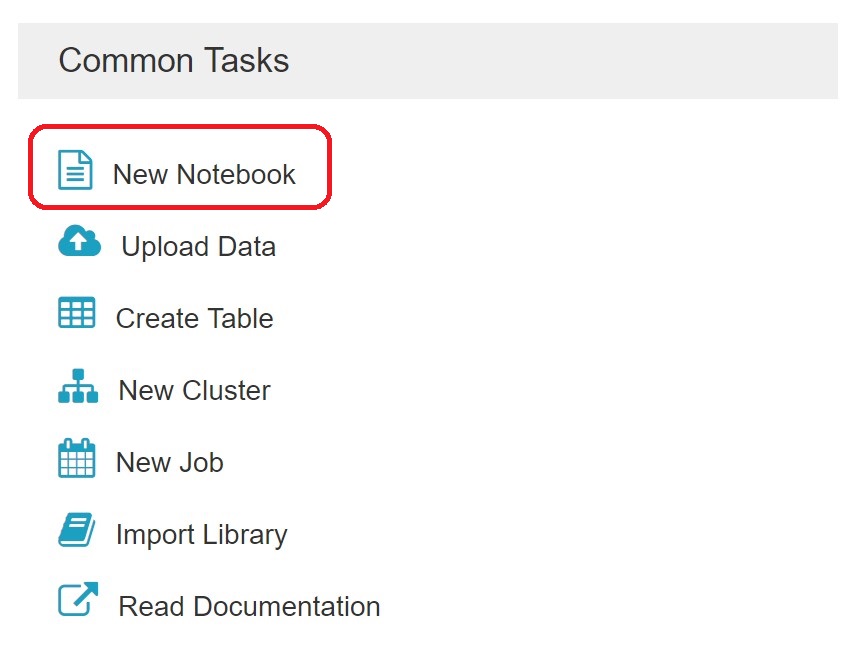 Common Tasks
New Notebook
Upload Data
Create Table
New Cluster
New Job
Import Library
Read Documentation